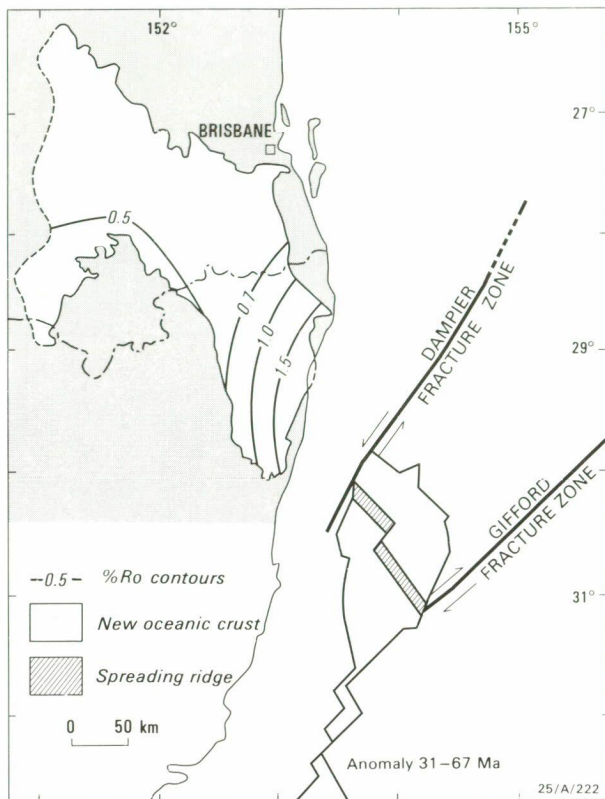 152°
155°
27°
BRISBANE
0.5
0.7
1.0
1.5
29°
DAMPIER
FRACTURE ZONE
GIFFORD
FRACTURE ZONE
31°
--0.5- %Ro contours
New oceanic crust
Spreading ridge
0 50 km
Anomaly 31–67 Ma
25/A/222